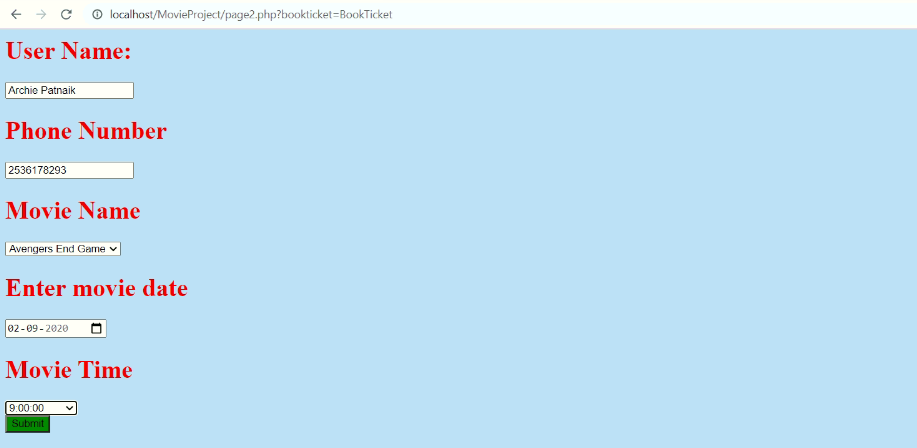 localhost/MovieProject/page2.php?bookticket=BookTicket
User Name:
Archie Patnaik
Phone Number
2536178293
Movie Name
Avengers End Game
Enter movie date
02-09-2020
Movie Time
9:00:00
Submit